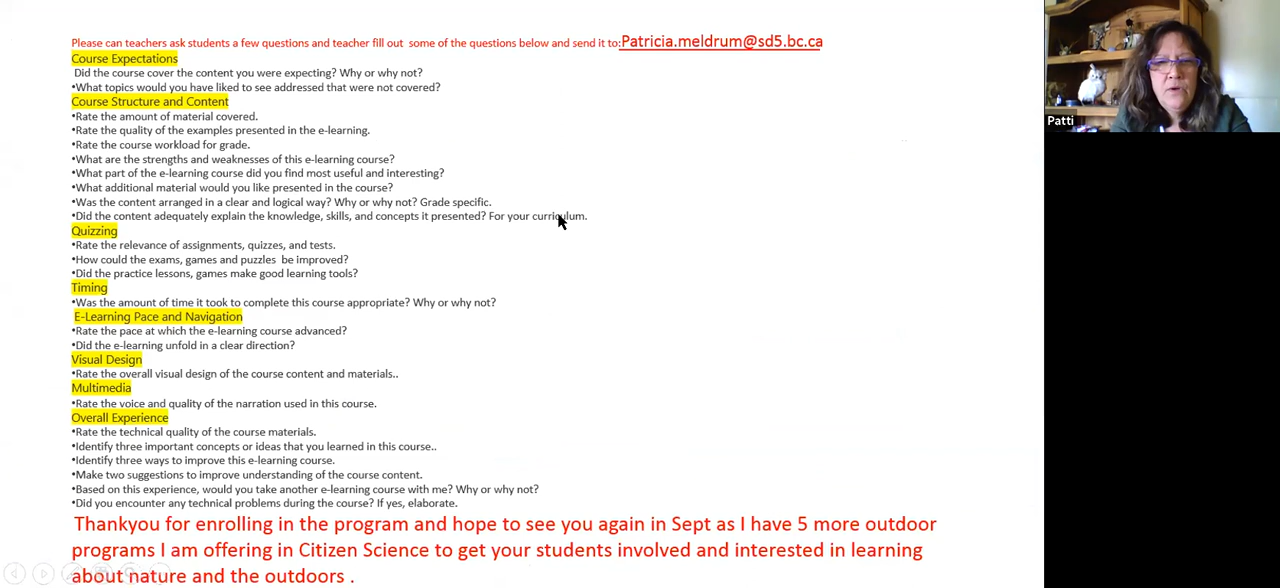 Please can teachers ask students a few questions and teacher fill out  some of the questions below and send it to:Patricia.meldrum@sd5.bc.ca
Course Expectations
Did the course cover the content you were expecting? Why or why not?
•What topics would you have liked to see addressed that were not covered?
Course Structure and Content
•Rate the amount of material covered.
•Rate the quality of the examples presented in the e-learning.
•Rate the course workload for grade.
•What are the strengths and weaknesses of this e-learning course?
•What part of the e-learning course did you find most useful and interesting?
•What additional material would you like presented in the course?
•Was the content arranged in a clear and logical way? Why or why not? Grade specific.
•Did the content adequately explain the knowledge, skills, and concepts it presented? For your curriculum.
Quizzing
•Rate the relevance of assignments, quizzes, and tests.
•How could the exams, games and puzzles  be improved?
•Did the practice lessons, games make good learning tools?
Timing
•Was the amount of time it took to complete this course appropriate? Why or why not?
E-Learning Pace and Navigation
•Rate the pace at which the e-learning course advanced?
•Did the e-learning unfold in a clear direction?
Visual Design
•Rate the overall visual design of the course content and materials..
Multimedia
•Rate the voice and quality of the narration used in this course.
Overall Experience
•Rate the technical quality of the course materials.
•Identify three important concepts or ideas that you learned in this course..
•Identify three ways to improve this e-learning course.
•Make two suggestions to improve understanding of the course content.
•Based on this experience, would you take another e-learning course with me? Why or why not?
•Did you encounter any technical problems during the course? If yes, elaborate.
Thankyou for enrolling in the program and hope to see you again in Sept as I have 5 more outdoor
programs I am offering in Citizen Science to get your students involved and interested in learning
about nature and the outdoors .
Patti